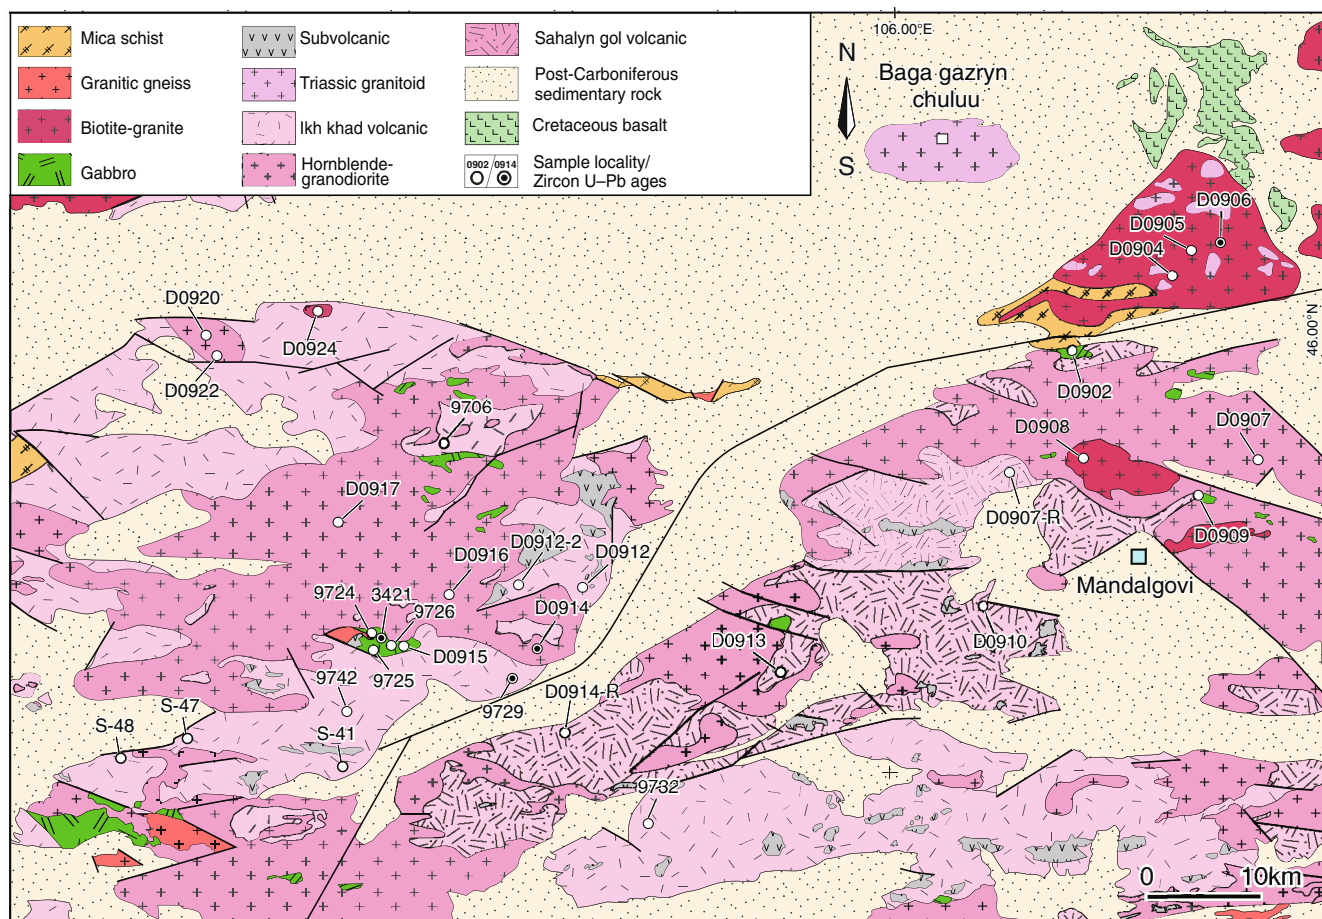 Mica schist
Granitic gneiss
Biotite-granite
Gabbro
Subvolcanic
Triassic granitoid
Ikh khad volcanic
Hornblende-
granodiorite
Sahalyn gol volcanic
Post-Carboniferous
sedimentary rock
Cretaceous basalt
0902 0914
Sample locality/
Zircon U–Pb ages
106.00°E
N
S
Baga gazryn
chuluu
46.00°N
D0906
D0905
D0904
D0920
D0924
D0922
D0902
9706
D0908
D0907
D0917
D0907-R
D0909
D0916
D0912-2
D0912
Mandalgovi
9724
3421
9726
D0914
D0915
9725
D0913
D0910
9742
9729
D0914-R
S-47
S-48
S-41
9732
0 10km